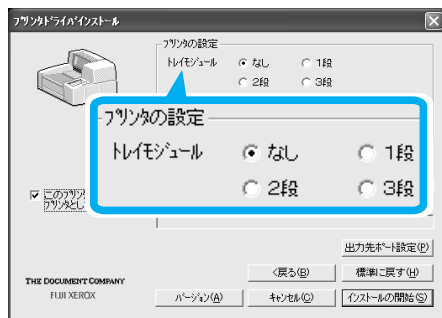 プリンタドライバインストール
プリンタの設定
トレイモジュール なし 1段
2段 3段
プリンタの設定
トレイモジュール なし 1段
2段 3段
このプリン
プリンタとし
出力先ポート設定(P)
<戻る(B) 標準に戻す(H)
THE DOCUMENT COMPANY
FUJI XEROX
バージョン(A) キャンセル(C) インストールの開始(S)